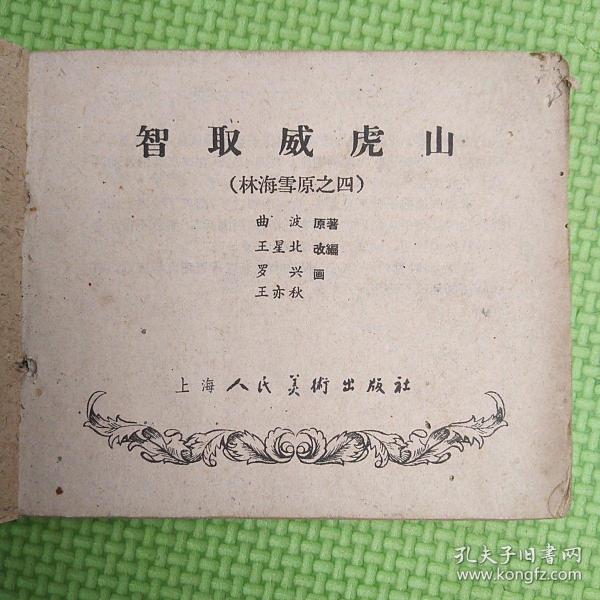 智取威虎山
(林海雪原之四)
曲波 原著
王星北 改編
罗兴 画
王亦秋
上海人民美術出版社
孔夫子旧书网
www.kongfz.com